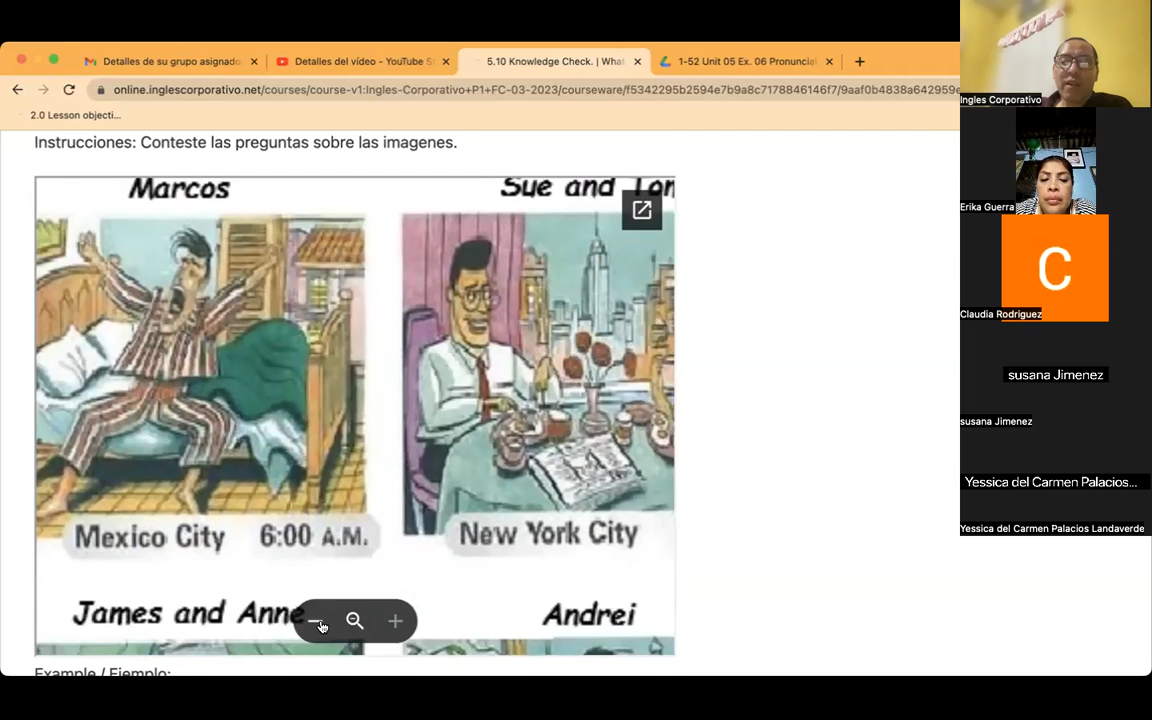 Detalles de su grupo asignado
Detalles del vídeo - YouTube S
5.10 Knowledge Check. | Wha
1-52 Unit 05 Ex. 06 Pronuncia
online.inglescorporativo.net/courses/course-v1:Ingles-Corporativo+P1+FC-03-2023/courseware/f5342295b2594e7b9a8c7178846146f7/9aaf0b4838a642959e
2.0 Lesson objecti...
Instrucciones: Conteste las preguntas sobre las imagenes.
Marcos
Sue and Tom
Mexico City 6:00 A.M.
New York City
James and Anne
Andrei
Example / Ejemplo:
Ingles Corporativo
Erika Guerra
C
Claudia Rodriguez
susana Jimenez
susana Jimenez
Yessica del Carmen Palacios...
Yessica del Carmen Palacios Landaverde